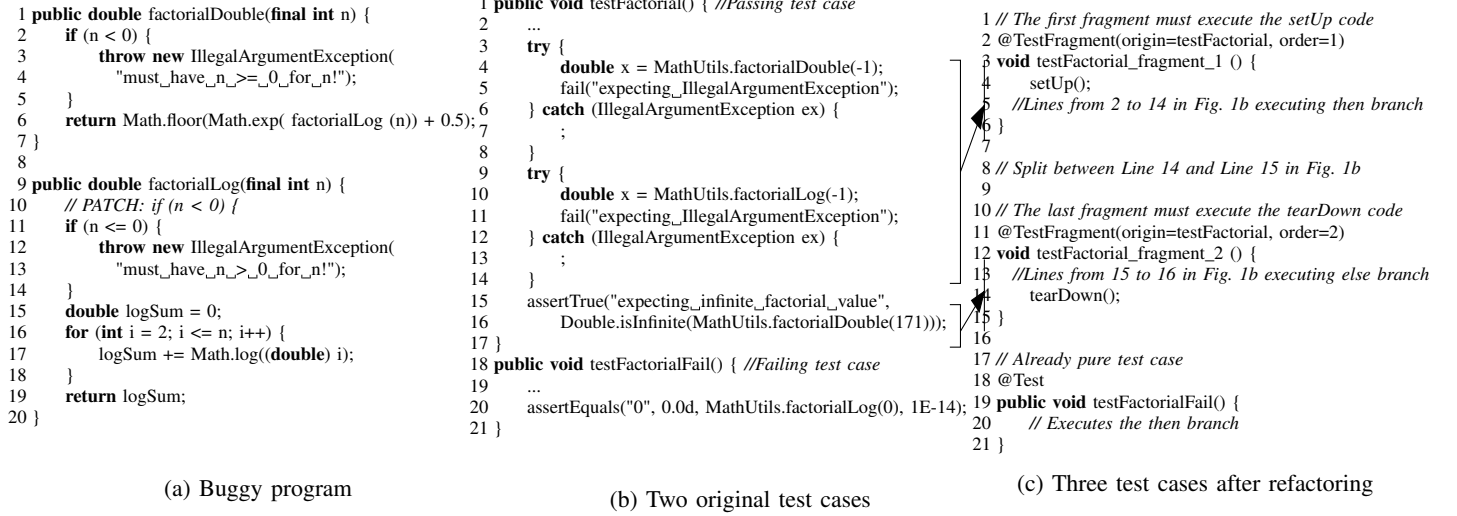 1 public double factorialDouble(final int n) {
2 if (n < 0) {
3 throw new IllegalArgumentException(
4 "must␣have␣n␣>=␣0␣for␣n!");
5 }
6 return Math.floor(Math.exp( factorialLog (n)) + 0.5);
7 }
8
9 public double factorialLog(final int n) {
10 // PATCH: if (n < 0) {
11 if (n <= 0) {
12 throw new IllegalArgumentException(
13 "must␣have␣n␣>␣0␣for␣n!");
14 }
15 double logSum = 0;
16 for (int i = 2; i <= n; i++) {
17 logSum += Math.log((double) i);
18 }
19 return logSum;
20 }
(a) Buggy program
1 public void testFactorial() { //Passing test case
2 ...
3 try {
4 double x = MathUtils.factorialDouble(-1);
5 fail("expecting␣IllegalArgumentException");
6 } catch (IllegalArgumentException ex) {
7 ;
8 }
9 try {
10 double x = MathUtils.factorialLog(-1);
11 fail("expecting␣IllegalArgumentException");
12 } catch (IllegalArgumentException ex) {
13 ;
14 }
15 assertTrue("expecting␣infinite␣factorial␣value",
16 Double.isInfinite(MathUtils.factorialDouble(171)));
17 }
18 public void testFactorialFail() { //Failing test case
19 ...
20 assertEquals("0", 0.0d, MathUtils.factorialLog(0), 1E-14);
21 }
(b) Two original test cases
1 // The first fragment must execute the setUp code
2 @TestFragment(origin=testFactorial, order=1)
3 void testFactorial_fragment_1 () {
4 setUp();
5 //Lines from 2 to 14 in Fig. 1b executing then branch
6 }
7
8 // Split between Line 14 and Line 15 in Fig. 1b
9
10 // The last fragment must execute the tearDown code
11 @TestFragment(origin=testFactorial, order=2)
12 void testFactorial_fragment_2 () {
13 //Lines from 15 to 16 in Fig. 1b executing else branch
14 tearDown();
15 }
16
17 // Already pure test case
18 @Test
19 public void testFactorialFail() {
20 // Executes the then branch
21 }
(c) Three test cases after refactoring